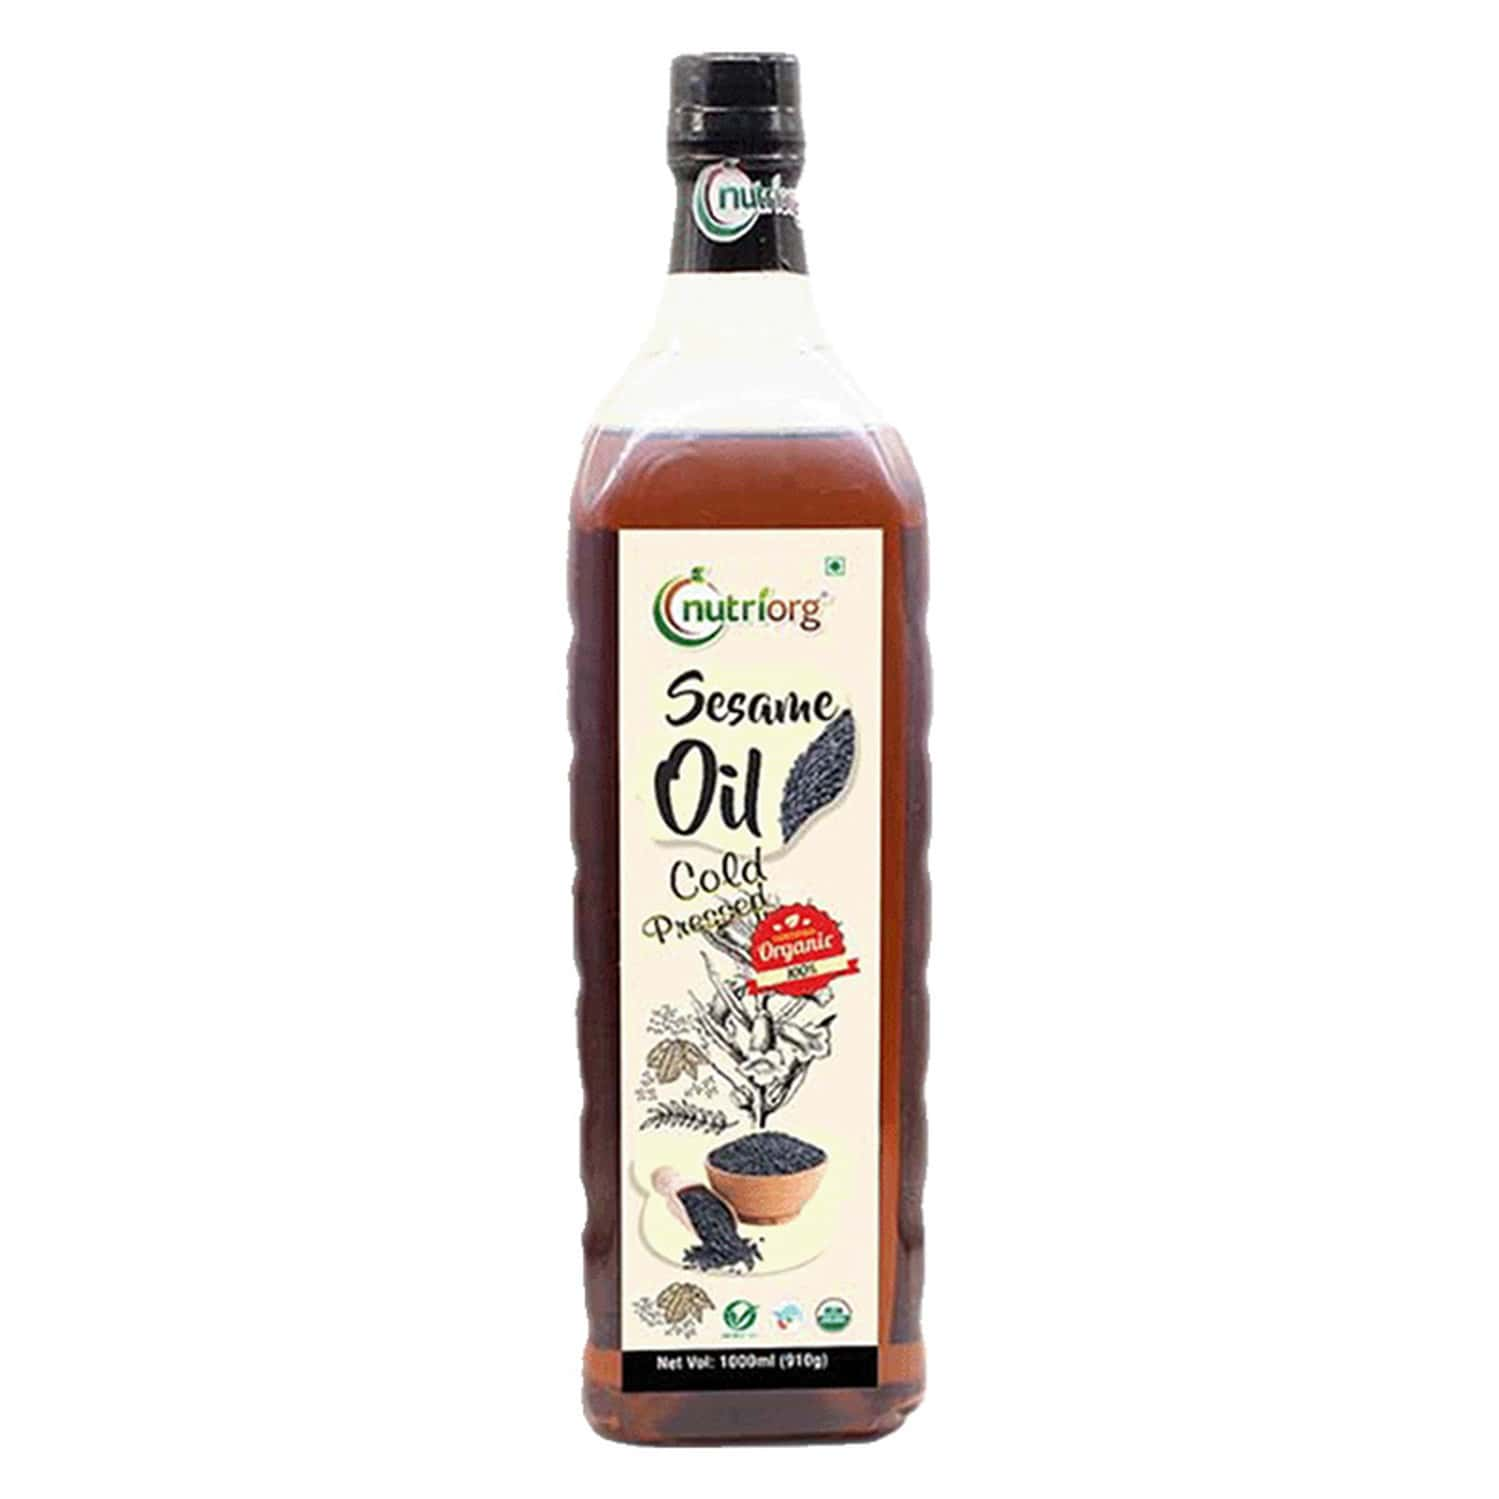 nutriorg
nutriorg
Sesame
Oil
Cold
Pressed
Organic
100%
Net Vol: 1000ml (910g)